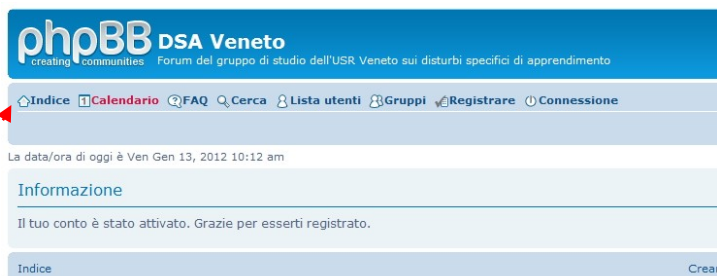 phpBB DSA Veneto
creating communities Forum del gruppo di studio dell'USR Veneto sui disturbi specifici di apprendimento
Indice 1 Calendario FAQ Cerca Lista utenti Gruppi Registrare Connessione
La data/ora di oggi è Ven Gen 13, 2012 10:12 am
Informazione
Il tuo conto è stato attivato. Grazie per esserti registrato.
Indice Crear